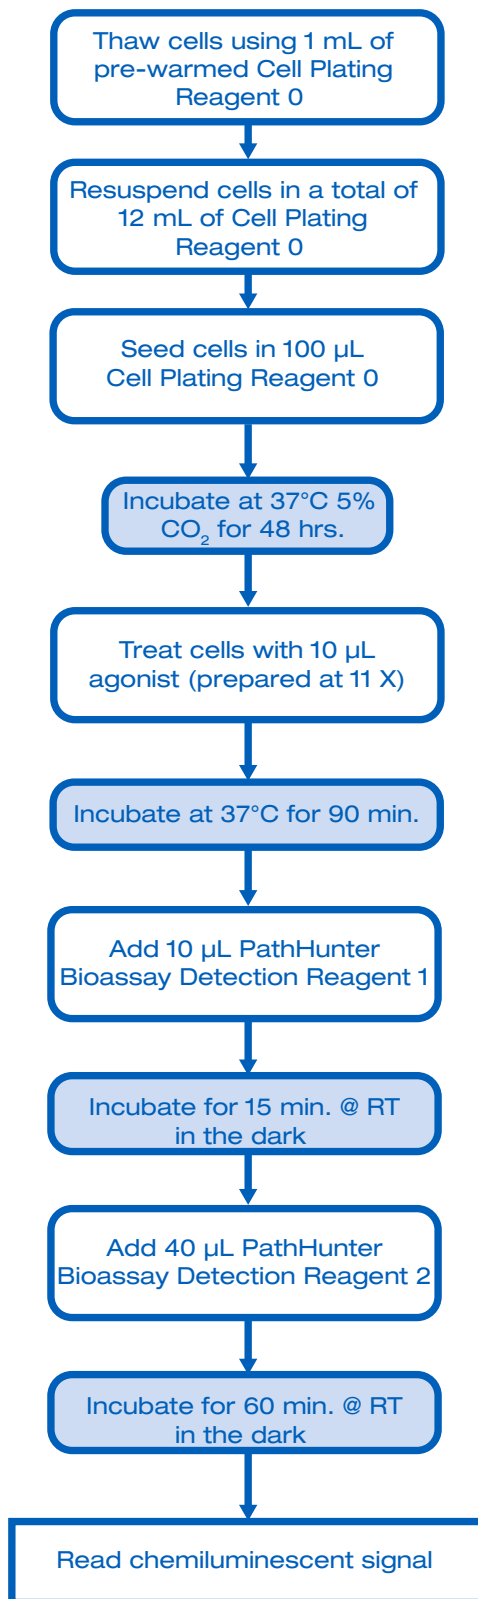 Thaw cells using 1 mL of
pre-warmed Cell Plating
Reagent 0
Resuspend cells in a total of
12 mL of Cell Plating
Reagent 0
Seed cells in 100 µL
Cell Plating Reagent 0
Incubate at 37°C 5%
CO₂ for 48 hrs.
Treat cells with 10 µL
agonist (prepared at 11 X)
Incubate at 37°C for 90 min.
Add 10 µL PathHunter
Bioassay Detection Reagent 1
Incubate for 15 min. @ RT
in the dark
Add 40 µL PathHunter
Bioassay Detection Reagent 2
Incubate for 60 min. @ RT
in the dark
Read chemiluminescent signal